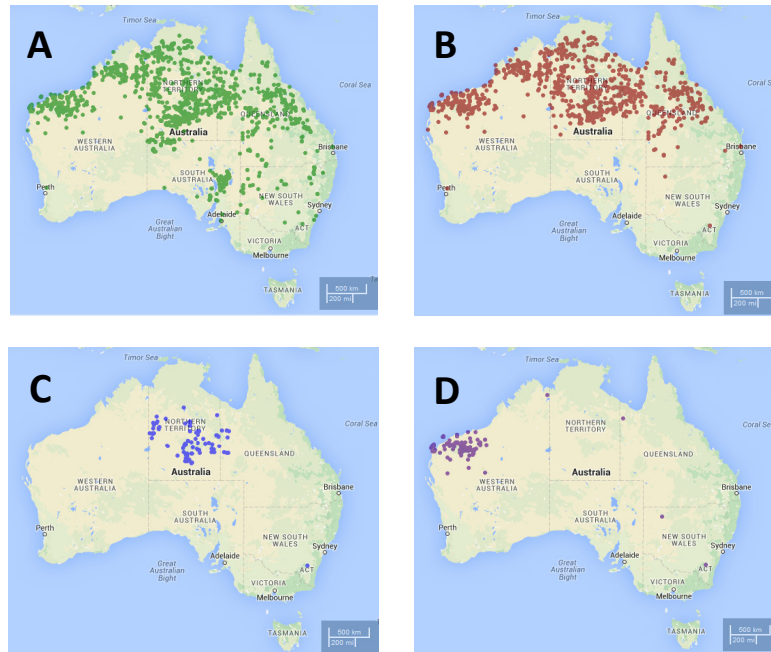 A
Timor Sea
NORTHERN
TERRITORY
Coral Sea
QUEENSLAND
WESTERN
AUSTRALIA
Australia
SOUTH
AUSTRALIA
Brisbane
Perth
NEW SOUTH
WALES
Great
Australian
Bight
Adelaide
Sydney
ACT
VICTORIA
Melbourne
TASMANIA
500 km
200 mi
B
Timor Sea
NORTHERN
TERRITORY
Coral Sea
QUEENSLAND
WESTERN
AUSTRALIA
Australia
SOUTH
AUSTRALIA
Brisbane
Perth
NEW SOUTH
WALES
Great
Australian
Bight
Adelaide
Sydney
ACT
VICTORIA
Melbourne
TASMANIA
500 km
200 mi
C
Timor Sea
NORTHERN
TERRITORY
Coral Sea
QUEENSLAND
WESTERN
AUSTRALIA
Australia
SOUTH
AUSTRALIA
Brisbane
Perth
NEW SOUTH
WALES
Great
Australian
Bight
Adelaide
Sydney
ACT
VICTORIA
Melbourne
TASMANIA
500 km
200 mi
D
Timor Sea
NORTHERN
TERRITORY
Coral Sea
QUEENSLAND
WESTERN
AUSTRALIA
Australia
SOUTH
AUSTRALIA
Brisbane
Perth
NEW SOUTH
WALES
Great
Australian
Bight
Adelaide
Sydney
ACT
VICTORIA
Melbourne
TASMANIA
500 km
200 mi